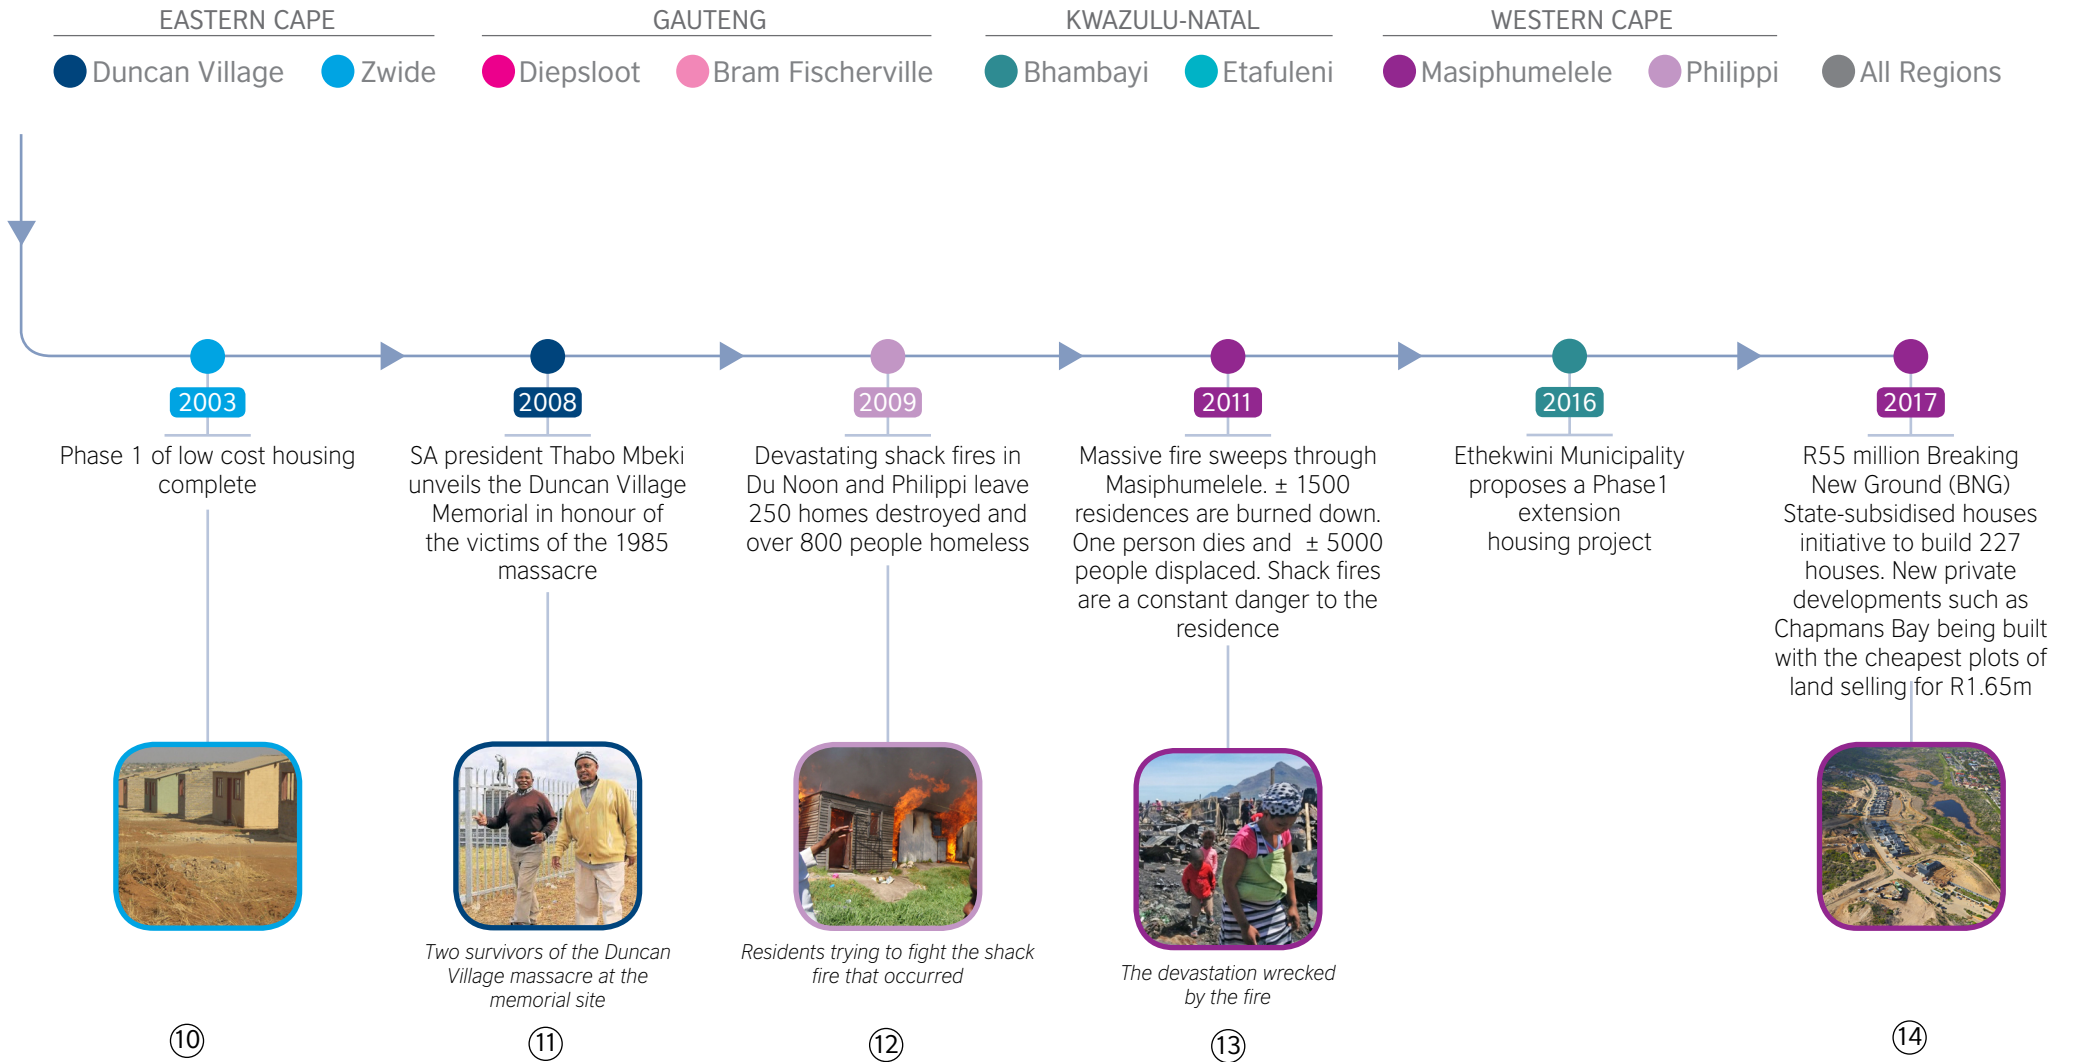 EASTERN CAPE
GAUTENG
KWAZULU-NATAL
WESTERN CAPE
Duncan Village
Zwide
Diepsloot
Bram Fischerville
Bhambayi
Etafuleni
Masiphumelele
Philippi
All Regions
2003
Phase 1 of low cost housing
complete
10
2008
SA president Thabo Mbeki
unveils the Duncan Village
Memorial in honour of
the victims of the 1985
massacre
Two survivors of the Duncan
Village massacre at the
memorial site
11
2009
Devastating shack fires in
Du Noon and Philippi leave
250 homes destroyed and
over 800 people homeless
Residents trying to fight the shack
fire that occurred
12
2011
Massive fire sweeps through
Masiphumelele. ± 1500
residences are burned down.
One person dies and ± 5000
people displaced. Shack fires
are a constant danger to the
residence
The devastation wrecked
by the fire
13
2016
Ethekwini Municipality
proposes a Phase1
extension
housing project
2017
R55 million Breaking
New Ground (BNG)
State-subsidised houses
initiative to build 227
houses. New private
developments such as
Chapmans Bay being built
with the cheapest plots of
land selling for R1.65m
14